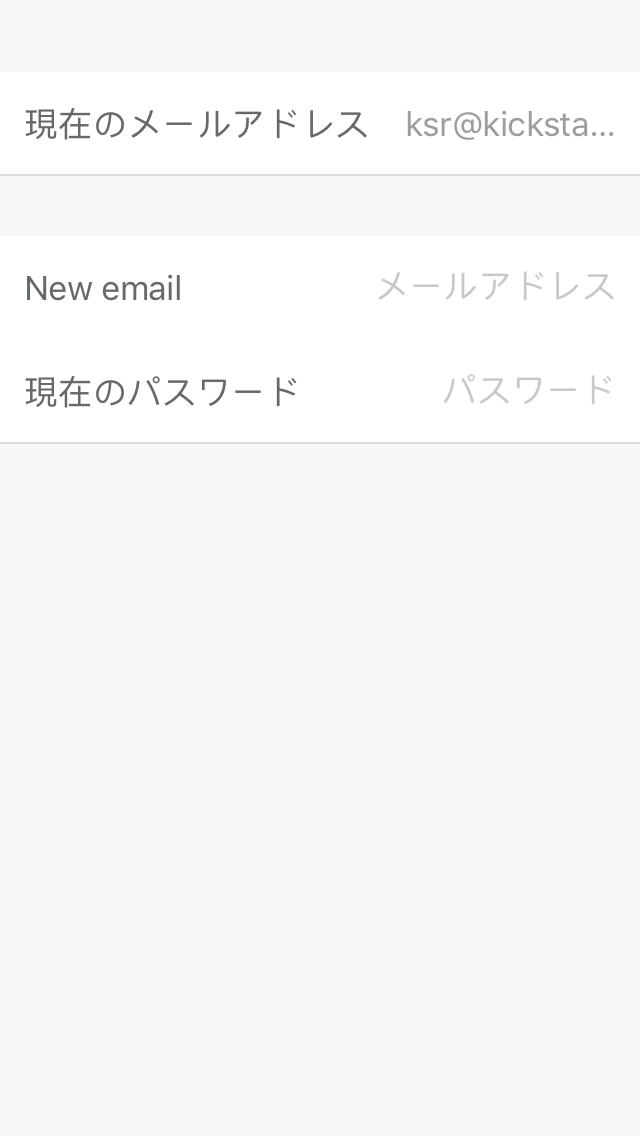 現在のメールアドレス ksr@kicksta...
New email メールアドレス
現在のパスワード パスワード